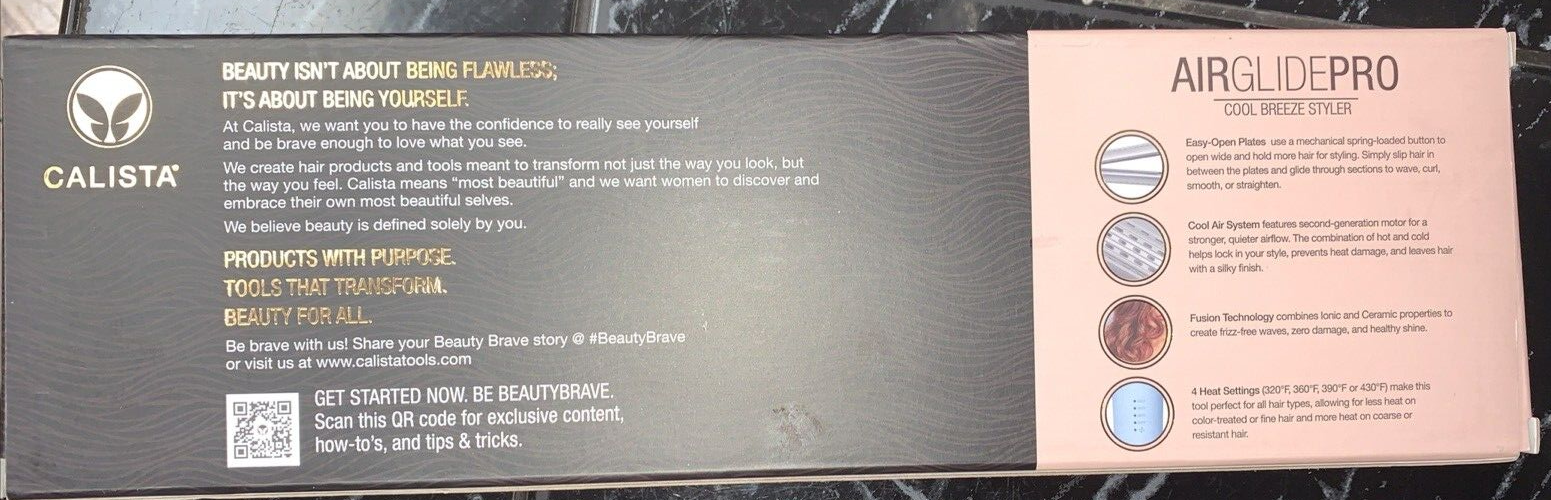 CALISTA
BEAUTY ISN'T ABOUT BEING FLAWLESS;
IT'S ABOUT BEING YOURSELF.
At Calista, we want you to have the confidence to really see yourself
and be brave enough to love what you see.
We create hair products and tools meant to transform not just the way you look, but
the way you feel. Calista means “most beautiful” and we want women to discover and
embrace their own most beautiful selves.
We believe beauty is defined solely by you.
PRODUCTS WITH PURPOSE.
TOOLS THAT TRANSFORM.
BEAUTY FOR ALL.
Be brave with us! Share your Beauty Brave story @ #BeautyBrave
or visit us at www.calistatools.com
GET STARTED NOW. BE BEAUTYBRAVE.
Scan this QR code for exclusive content,
how-to's, and tips & tricks.
AIRGLIDEPRO
COOL BREEZE STYLER
Easy-Open Plates use a mechanical spring-loaded button to
open wide and hold more hair for styling. Simply slip hair in
between the plates and glide through sections to wave, curl,
smooth, or straighten.
Cool Air System features second-generation motor for a
stronger, quieter airflow. The combination of hot and cold
helps lock in your style, prevents heat damage, and leaves hair
with a silky finish.
Fusion Technology combines Ionic and Ceramic properties to
create frizz-free waves, zero damage, and healthy shine.
4 Heat Settings (320°F, 360°F, 390°F or 430°F) make this
tool perfect for all hair types, allowing for less heat on
color-treated or fine hair and more heat on coarse or
resistant hair.